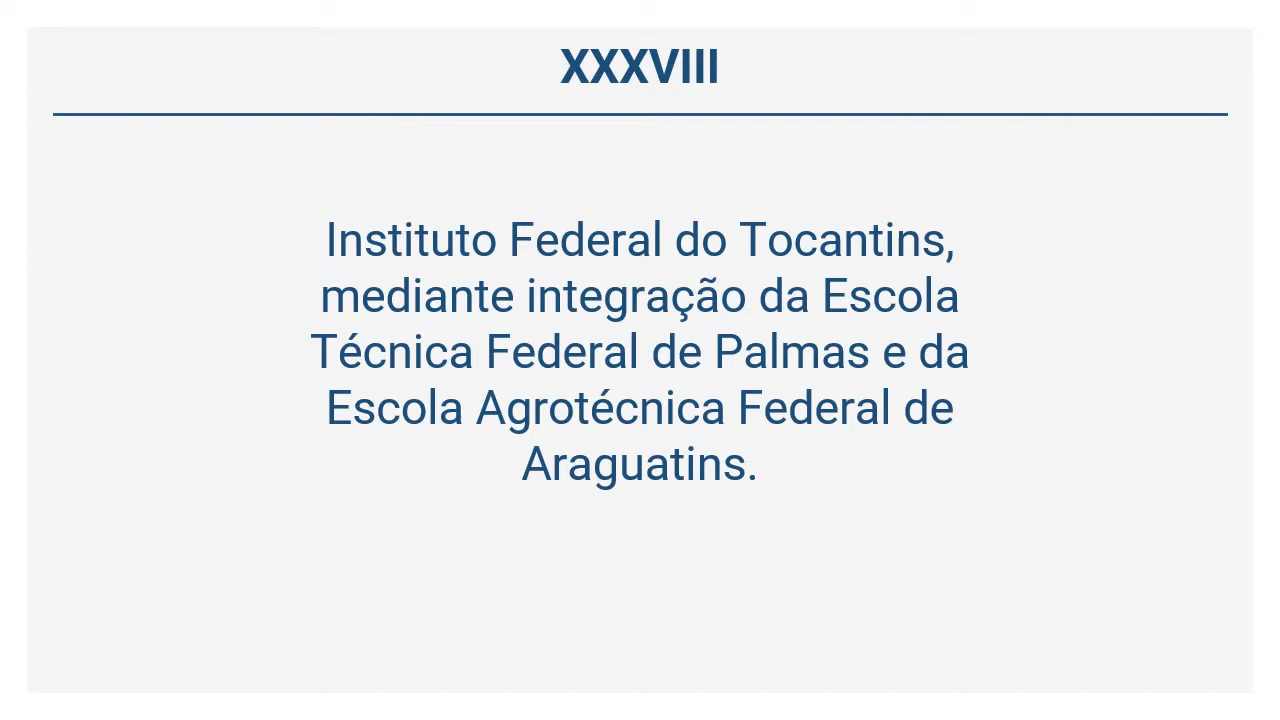 XXXVIII
Instituto Federal do Tocantins,
mediante integração da Escola
Técnica Federal de Palmas e da
Escola Agrotécnica Federal de
Araguatins.